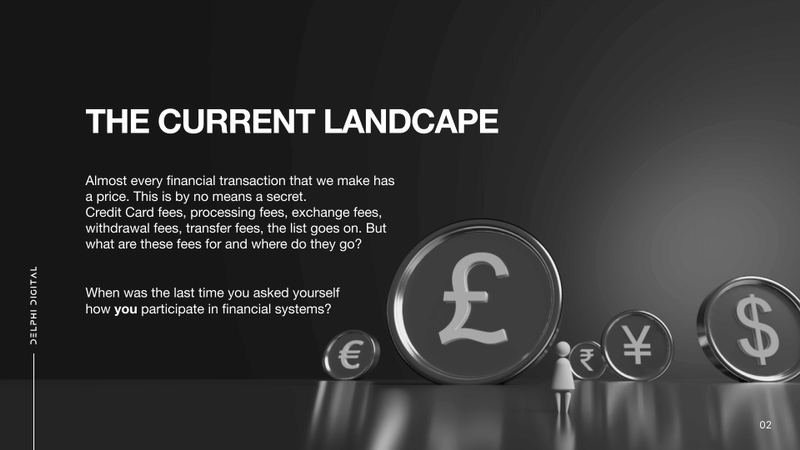 THE CURRENT LANDCAPE
Almost every financial transaction that we make has
a price. This is by no means a secret.
Credit Card fees, processing fees, exchange fees,
withdrawal fees, transfer fees, the list goes on. But
what are these fees for and where do they go?
When was the last time you asked yourself
how you participate in financial systems?
DELPHI DIGITAL
€
£
₹
¥
$
02